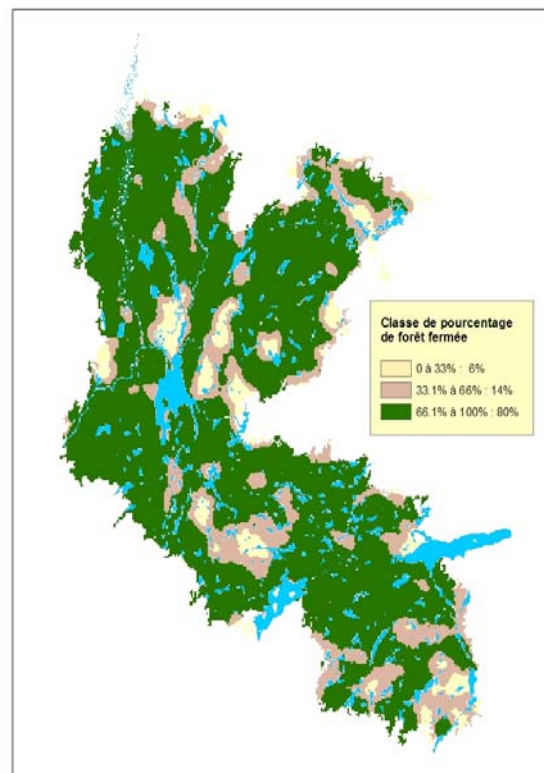 Classe de pourcentage
de forêt fermée
0 à 33% : 6%
33.1% à 66% : 14%
66.1% à 100% : 80%